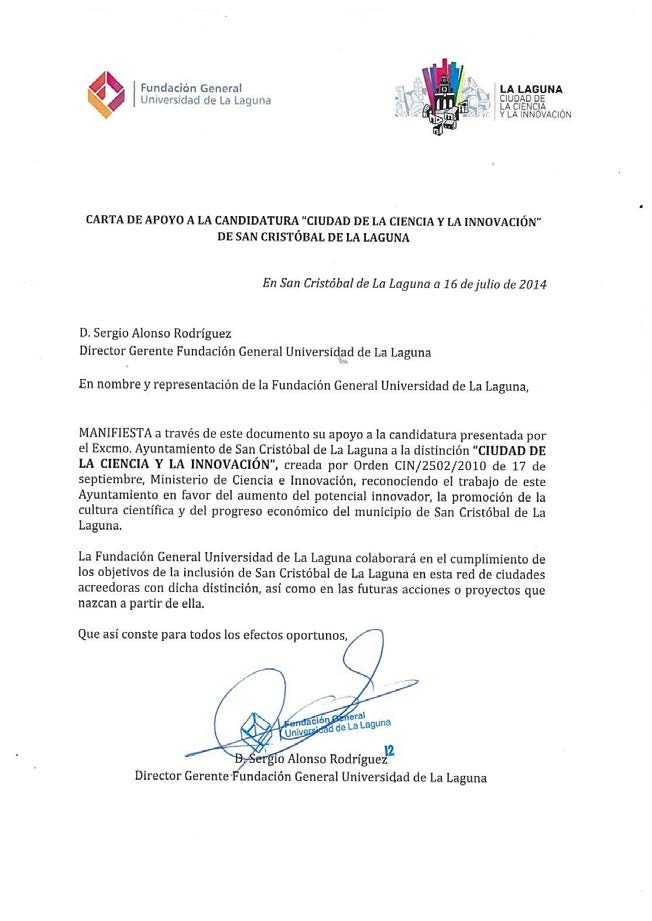 Fundación General
Universidad de La Laguna
LA LAGUNA
CIUDAD DE
LA CIENCIA
Y LA INNOVACIÓN
CARTA DE APOYO A LA CANDIDATURA "CIUDAD DE LA CIENCIA Y LA INNOVACIÓN"
DE SAN CRISTÓBAL DE LA LAGUNA
En San Cristóbal de La Laguna a 16 de julio de 2014
D. Sergio Alonso Rodríguez
Director Gerente Fundación General Universidad de La Laguna
En nombre y representación de la Fundación General Universidad de La Laguna,
MANIFIESTA a través de este documento su apoyo a la candidatura presentada por
el Excmo. Ayuntamiento de San Cristóbal de La Laguna a la distinción "CIUDAD DE
LA CIENCIA Y LA INNOVACIÓN", creada por Orden CIN/2502/2010 de 17 de
septiembre, Ministerio de Ciencia e Innovación, reconociendo el trabajo de este
Ayuntamiento en favor del aumento del potencial innovador, la promoción de la
cultura científica y del progreso económico del municipio de San Cristóbal de La
Laguna.
La Fundación General Universidad de La Laguna colaborará en el cumplimiento de
los objetivos de la inclusión de San Cristóbal de La Laguna en esta red de ciudades
acreedoras con dicha distinción, así como en las futuras acciones o proyectos que
nazcan a partir de ella.
Que así conste para todos los efectos oportunos,
Fundación General
Universidad de La Laguna
12
D. Sergio Alonso Rodríguez
Director Gerente Fundación General Universidad de La Laguna